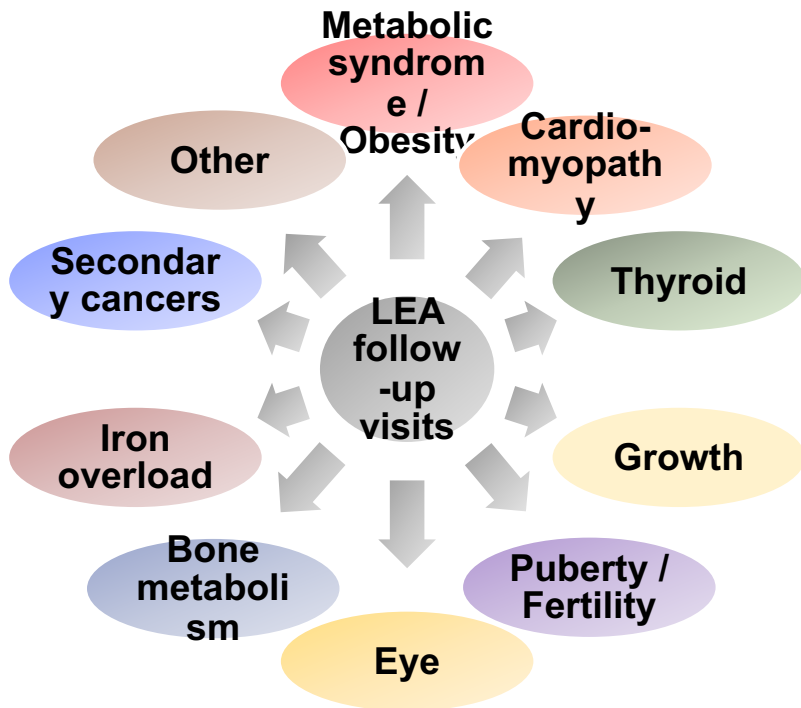 Metabolic
syndrom
e /
Obesity
Cardio-
myopath
y
Thyroid
Growth
Puberty /
Fertility
Eye
Bone
metaboli
sm
Iron
overload
Secondar
y cancers
Other
LEA
follow
-up
visits